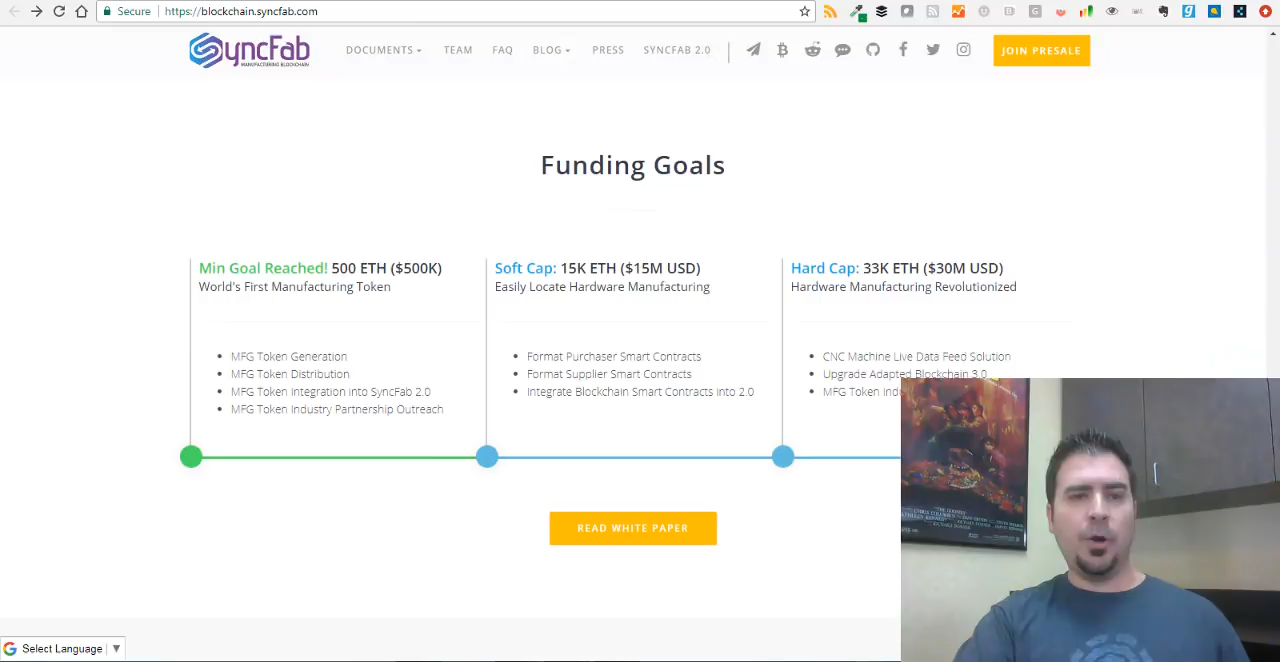 Secure
https://blockchain.syncfab.com
SyncFab
MANUFACTURING BLOCKCHAIN
DOCUMENTS
TEAM
FAQ
BLOG
PRESS
SYNCFAB 2.0
JOIN PRESALE
Funding Goals
Min Goal Reached! 500 ETH ($500K)
World's First Manufacturing Token
MFG Token Generation
MFG Token Distribution
MFG Token Integration into SyncFab 2.0
MFG Token Industry Partnership Outreach
Soft Cap: 15K ETH ($15M USD)
Easily Locate Hardware Manufacturing
Format Purchaser Smart Contracts
Format Supplier Smart Contracts
Integrate Blockchain Smart Contracts into 2.0
Hard Cap: 33K ETH ($30M USD)
Hardware Manufacturing Revolutionized
CNC Machine Live Data Feed Solution
Upgrade Adapted Blockchain 3.0
MFG Token
READ WHITE PAPER
Select Language